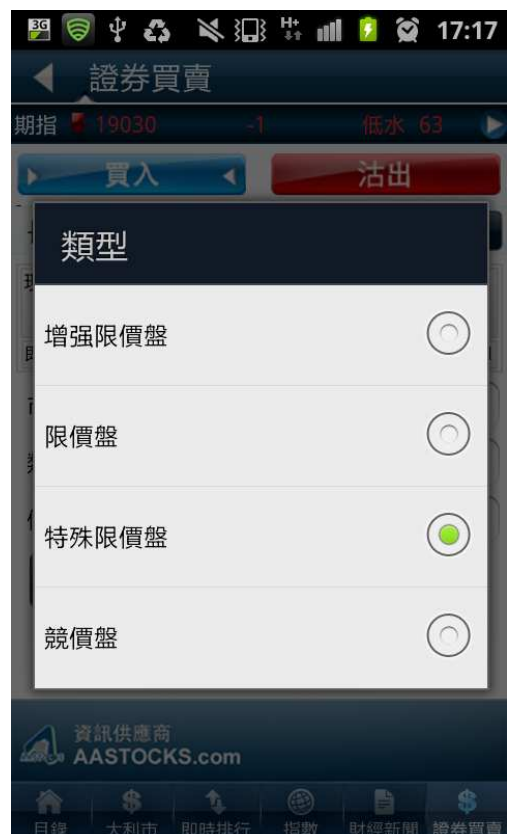 3G H+ 17:17
證券買賣
期指 19030 -1 低水 63
買入 沽出
類型
增强限價盤
限價盤
特殊限價盤
競價盤
資訊供應商
AASTOCKS.com
目錄 大利市 即時排行 指數 財經新聞 證券買賣